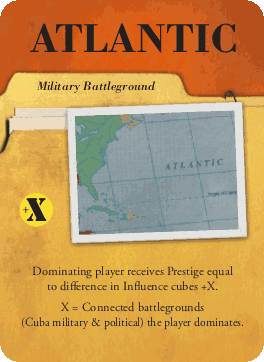 ATLANTIC
Military Battleground
ATLANTIC
+X
Dominating player receives Prestige equal
to difference in Influence cubes +X.
X = Connected battlegrounds
(Cuba military & political) the player dominates.